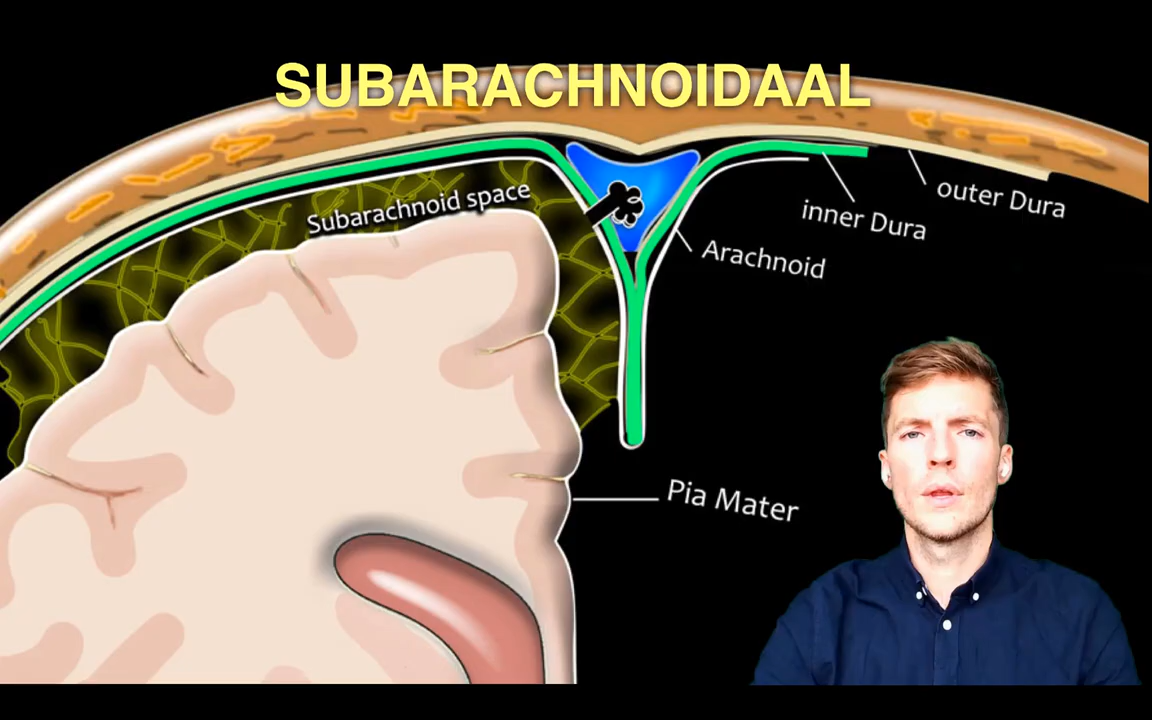 SUBARACHNOIDAAL
Subarachnoid space
outer Dura
inner Dura
Arachnoid
Pia Mater